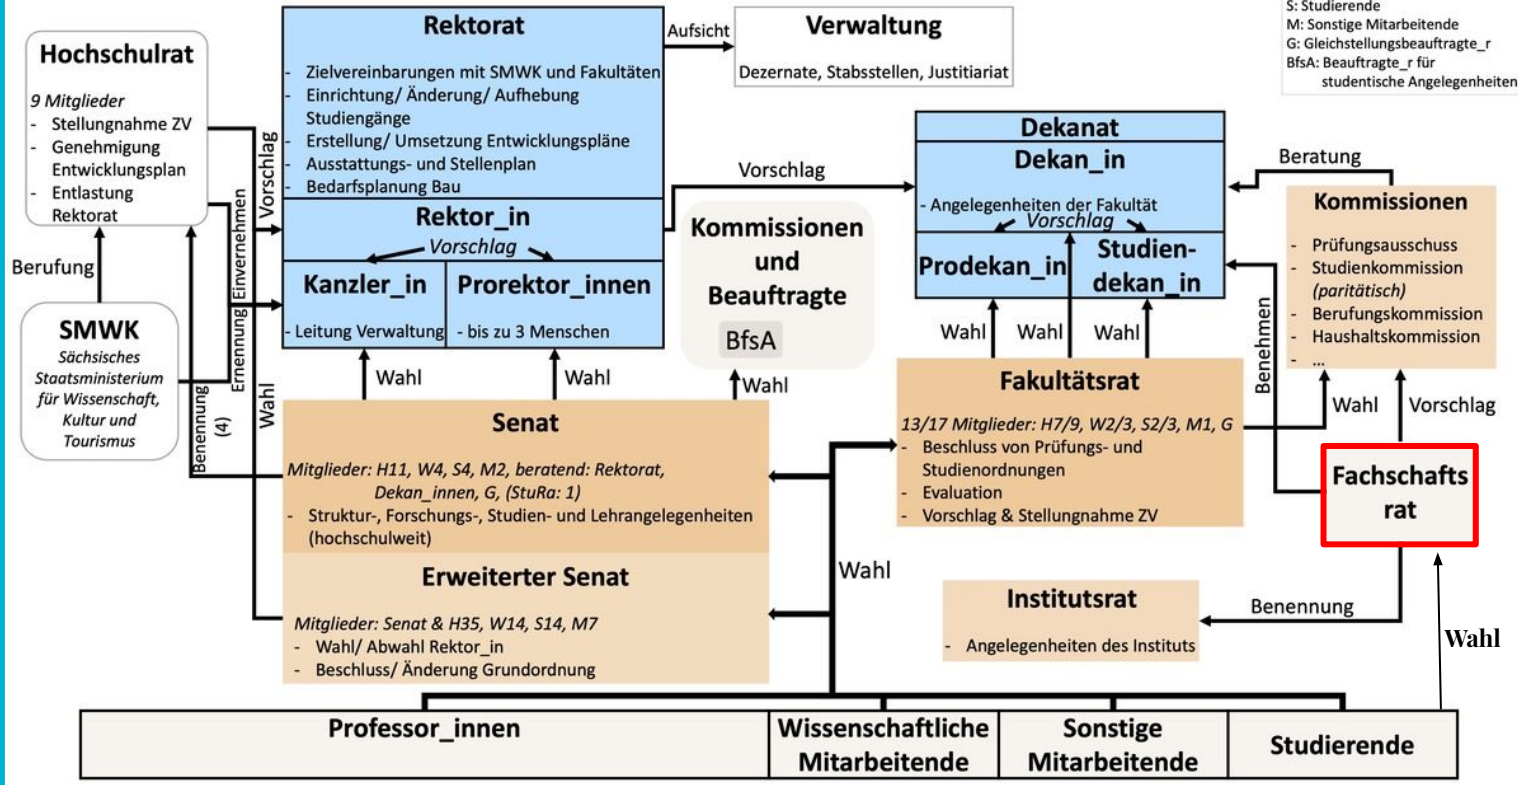 Hochschulrat
9 Mitglieder
- Stellungnahme ZV
- Genehmigung
Entwicklungsplan
- Entlastung
Rektorat
Berufung
SMWK
Sächsisches
Staatsministerium
für Wissenschaft,
Kultur und
Tourismus
Vorschlag
Einvernehmen
Ernennung
Benennung
(4)
Wahl
Rektorat
- Zielvereinbarungen mit SMWK und Fakultäten
- Einrichtung/ Änderung/ Aufhebung
Studiengänge
- Erstellung/ Umsetzung Entwicklungspläne
- Ausstattungs- und Stellenplan
- Bedarfsplanung Bau
Rektor_in
Vorschlag
Kanzler_in
- Leitung Verwaltung
Prorektor_innen
- bis zu 3 Menschen
Wahl
Wahl
Wahl
Aufsicht
Verwaltung
Dezernate, Stabsstellen, Justitiariat
S: Studierende
M: Sonstige Mitarbeitende
G: Gleichstellungsbeauftragte_r
BfsA: Beauftragte_r für
studentische Angelegenheiten
Vorschlag
Kommissionen
und
Beauftragte
BfsA
Dekanat
Dekan_in
- Angelegenheiten der Fakultät
Vorschlag
Prodekan_in
Studien-
dekan_in
Wahl
Wahl
Wahl
Beratung
Kommissionen
- Prüfungsausschuss
- Studienkommission
(paritätisch)
- Berufungskommission
- Haushaltskommission
- ...
Benehmen
Wahl
Vorschlag
Senat
Mitglieder: H11, W4, S4, M2, beratend: Rektorat,
Dekan_innen, G, (StuRa: 1)
- Struktur-, Forschungs-, Studien- und Lehrangelegenheiten
(hochschulweit)
Erweiterter Senat
Mitglieder: Senat & H35, W14, S14, M7
- Wahl/ Abwahl Rektor_in
- Beschluss/ Änderung Grundordnung
Fakultätsrat
13/17 Mitglieder: H7/9, W2/3, S2/3, M1, G
- Beschluss von Prüfungs- und
Studienordnungen
- Evaluation
- Vorschlag & Stellungnahme ZV
Fachschafts
rat
Wahl
Institutsrat
- Angelegenheiten des Instituts
Benennung
Wahl
Professor_innen
Wissenschaftliche
Mitarbeitende
Sonstige
Mitarbeitende
Studierende